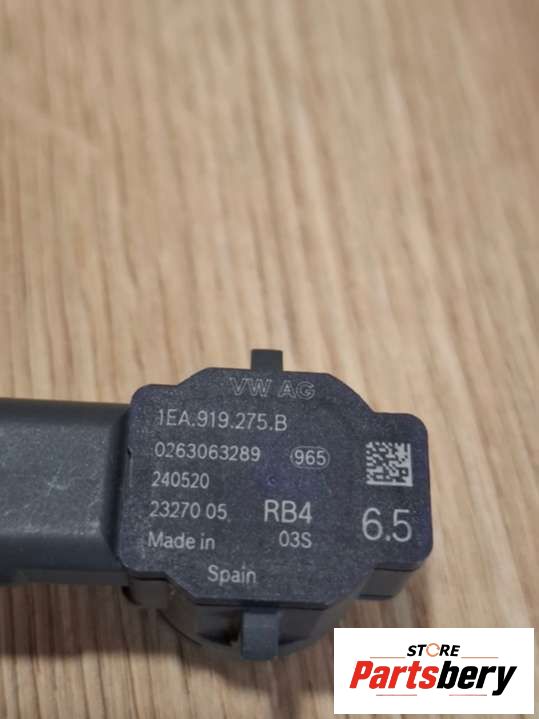 VW AG
1EA.919.275.B
0263063289 965
240520
23270 05 RB4
6.5
Made in 03S
Spain
STORE
Partsbery